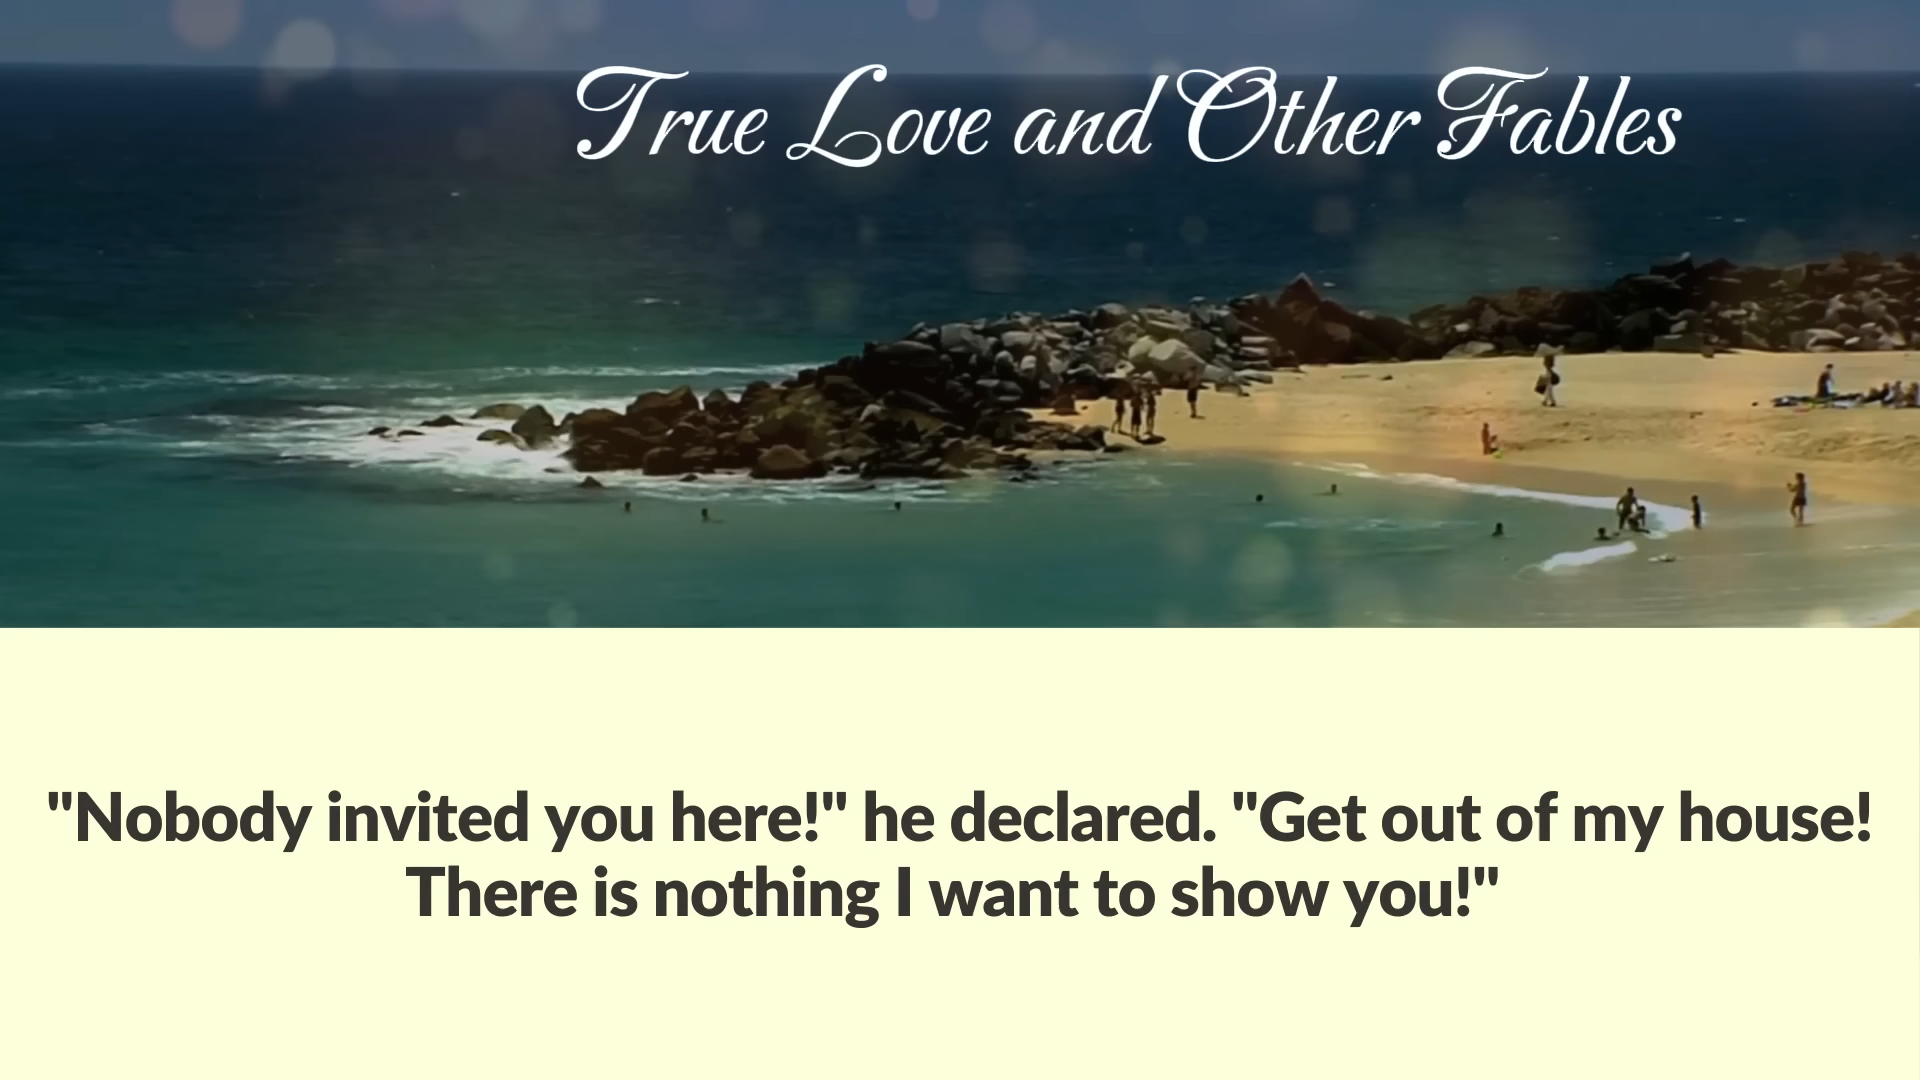 True Love and Other Fables
"Nobody invited you here!" he declared. "Get out of my house!
There is nothing I want to show you!"